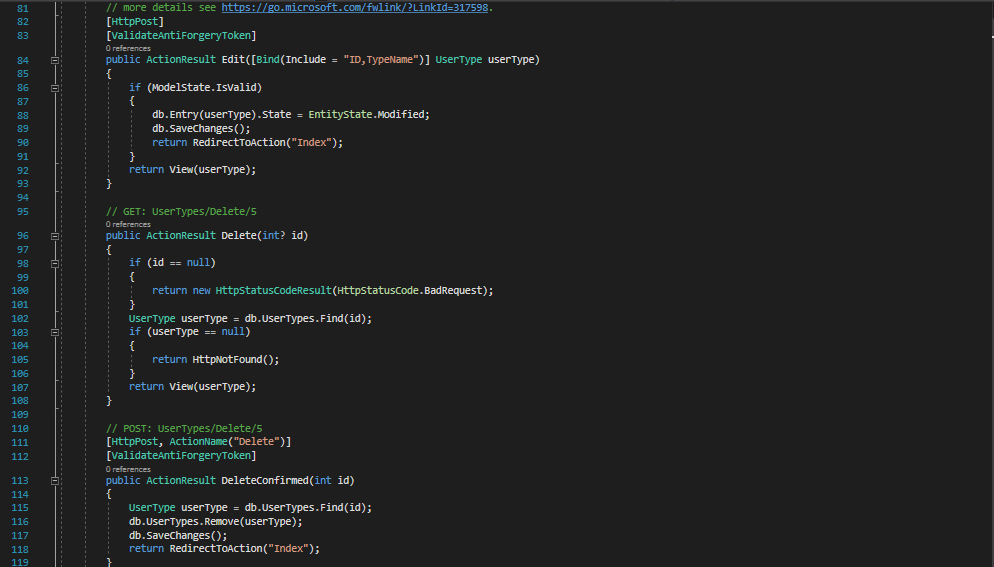 81 // more details see https://go.microsoft.com/fwlink/?LinkId=317598.
82 [HttpPost]
83 [ValidateAntiForgeryToken]
0 references
84 public ActionResult Edit([Bind(Include = "ID,TypeName")] UserType userType)
85 {
86 if (ModelState.IsValid)
87 {
88 db.Entry(userType).State = EntityState.Modified;
89 db.SaveChanges();
90 return RedirectToAction("Index");
91 }
92 return View(userType);
93 }
94
95 // GET: UserTypes/Delete/5
0 references
96 public ActionResult Delete(int? id)
97 {
98 if (id == null)
99 {
100 return new HttpStatusCodeResult(HttpStatusCode.BadRequest);
101 }
102 UserType userType = db.UserTypes.Find(id);
103 if (userType == null)
104 {
105 return HttpNotFound();
106 }
107 return View(userType);
108 }
109
110 // POST: UserTypes/Delete/5
111 [HttpPost, ActionName("Delete")]
112 [ValidateAntiForgeryToken]
0 references
113 public ActionResult DeleteConfirmed(int id)
114 {
115 UserType userType = db.UserTypes.Find(id);
116 db.UserTypes.Remove(userType);
117 db.SaveChanges();
118 return RedirectToAction("Index");
119 }